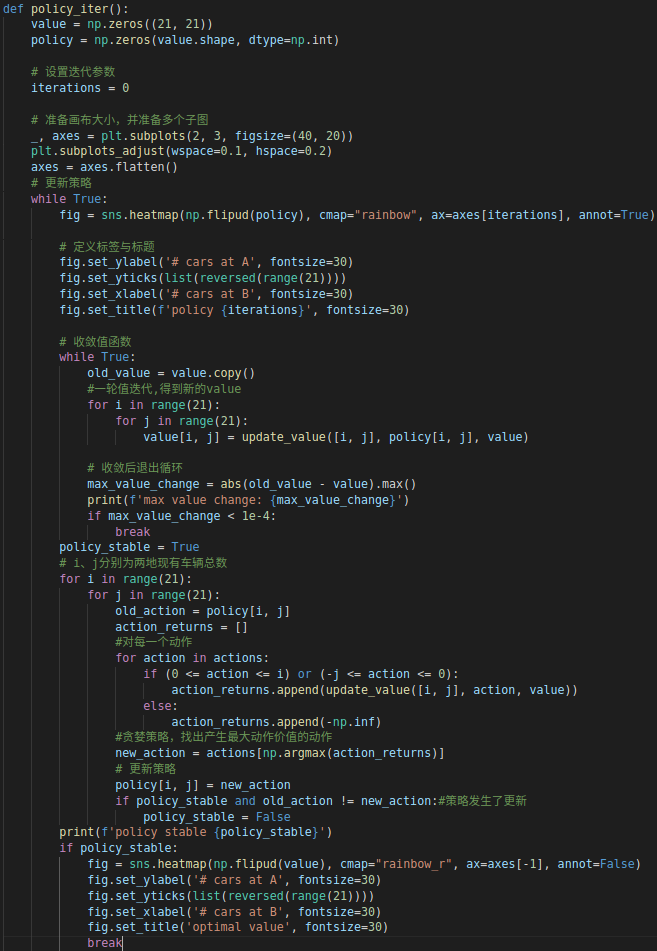 def policy_iter():
    value = np.zeros((21, 21))
    policy = np.zeros(value.shape, dtype=np.int)

    # 设置迭代参数
    iterations = 0

    # 准备画布大小，并准备多个子图
    _, axes = plt.subplots(2, 3, figsize=(40, 20))
    plt.subplots_adjust(wspace=0.1, hspace=0.2)
    axes = axes.flatten()
    # 更新策略
    while True:
        fig = sns.heatmap(np.flipud(policy), cmap="rainbow", ax=axes[iterations], annot=True)

        # 定义标签与标题
        fig.set_ylabel('# cars at A', fontsize=30)
        fig.set_yticks(list(reversed(range(21))))
        fig.set_xlabel('# cars at B', fontsize=30)
        fig.set_title(f'policy {iterations}', fontsize=30)

        # 收敛值函数
        while True:
            old_value = value.copy()
            #一轮值迭代,得到新的value
            for i in range(21):
                for j in range(21):
                    value[i, j] = update_value([i, j], policy[i, j], value)

            # 收敛后退出循环
            max_value_change = abs(old_value - value).max()
            print(f'max value change: {max_value_change}')
            if max_value_change < 1e-4:
                break
        policy_stable = True
        # i、j分别为两地现有车辆总数
        for i in range(21):
            for j in range(21):
                old_action = policy[i, j]
                action_returns = []
                #对每一个动作
                for action in actions:
                    if (0 <= action <= i) or (-j <= action <= 0):
                        action_returns.append(update_value([i, j], action, value))
                    else:
                        action_returns.append(-np.inf)
                #贪婪策略，找出产生最大动作价值的动作
                new_action = actions[np.argmax(action_returns)]
                # 更新策略
                policy[i, j] = new_action
                if policy_stable and old_action != new_action:#策略发生了更新
                    policy_stable = False
        print(f'policy stable {policy_stable}')
        if policy_stable:
            fig = sns.heatmap(np.flipud(value), cmap="rainbow_r", ax=axes[-1], annot=False)
            fig.set_ylabel('# cars at A', fontsize=30)
            fig.set_yticks(list(reversed(range(21))))
            fig.set_xlabel('# cars at B', fontsize=30)
            fig.set_title('optimal value', fontsize=30)
            break